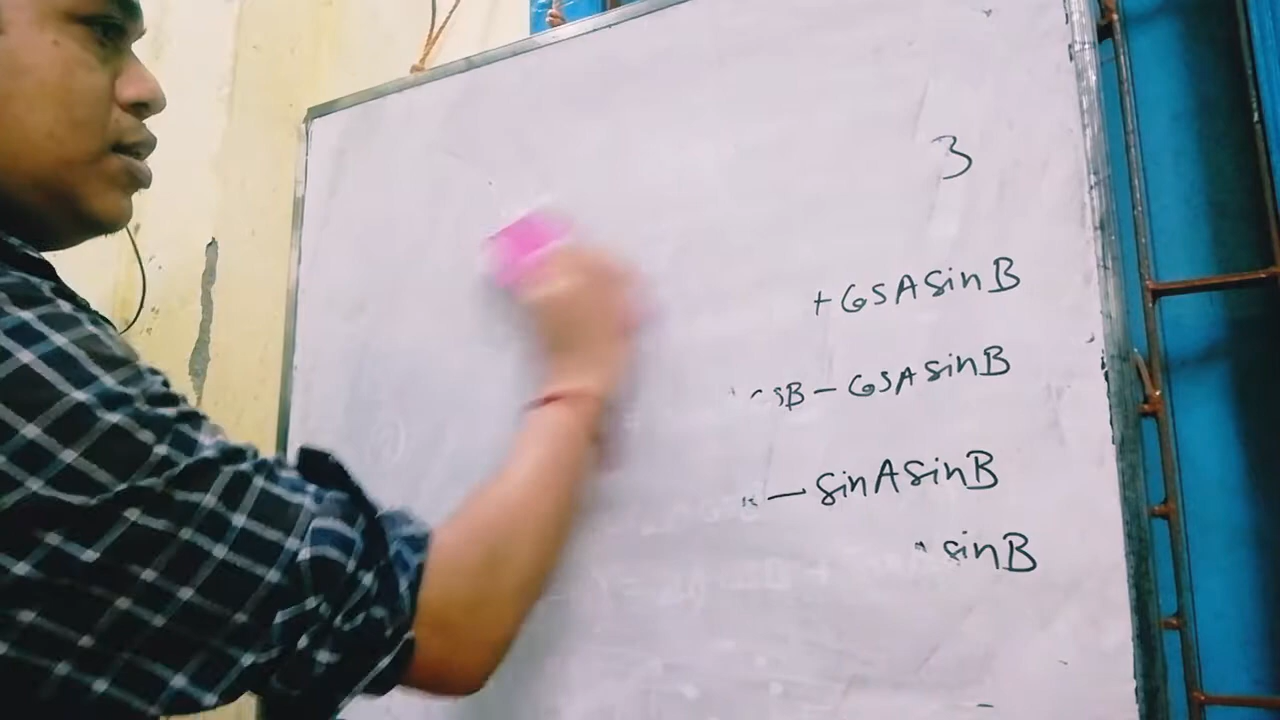 3
+ cosA sinB
sB - cosA sinB
- sinA sinB
sinB